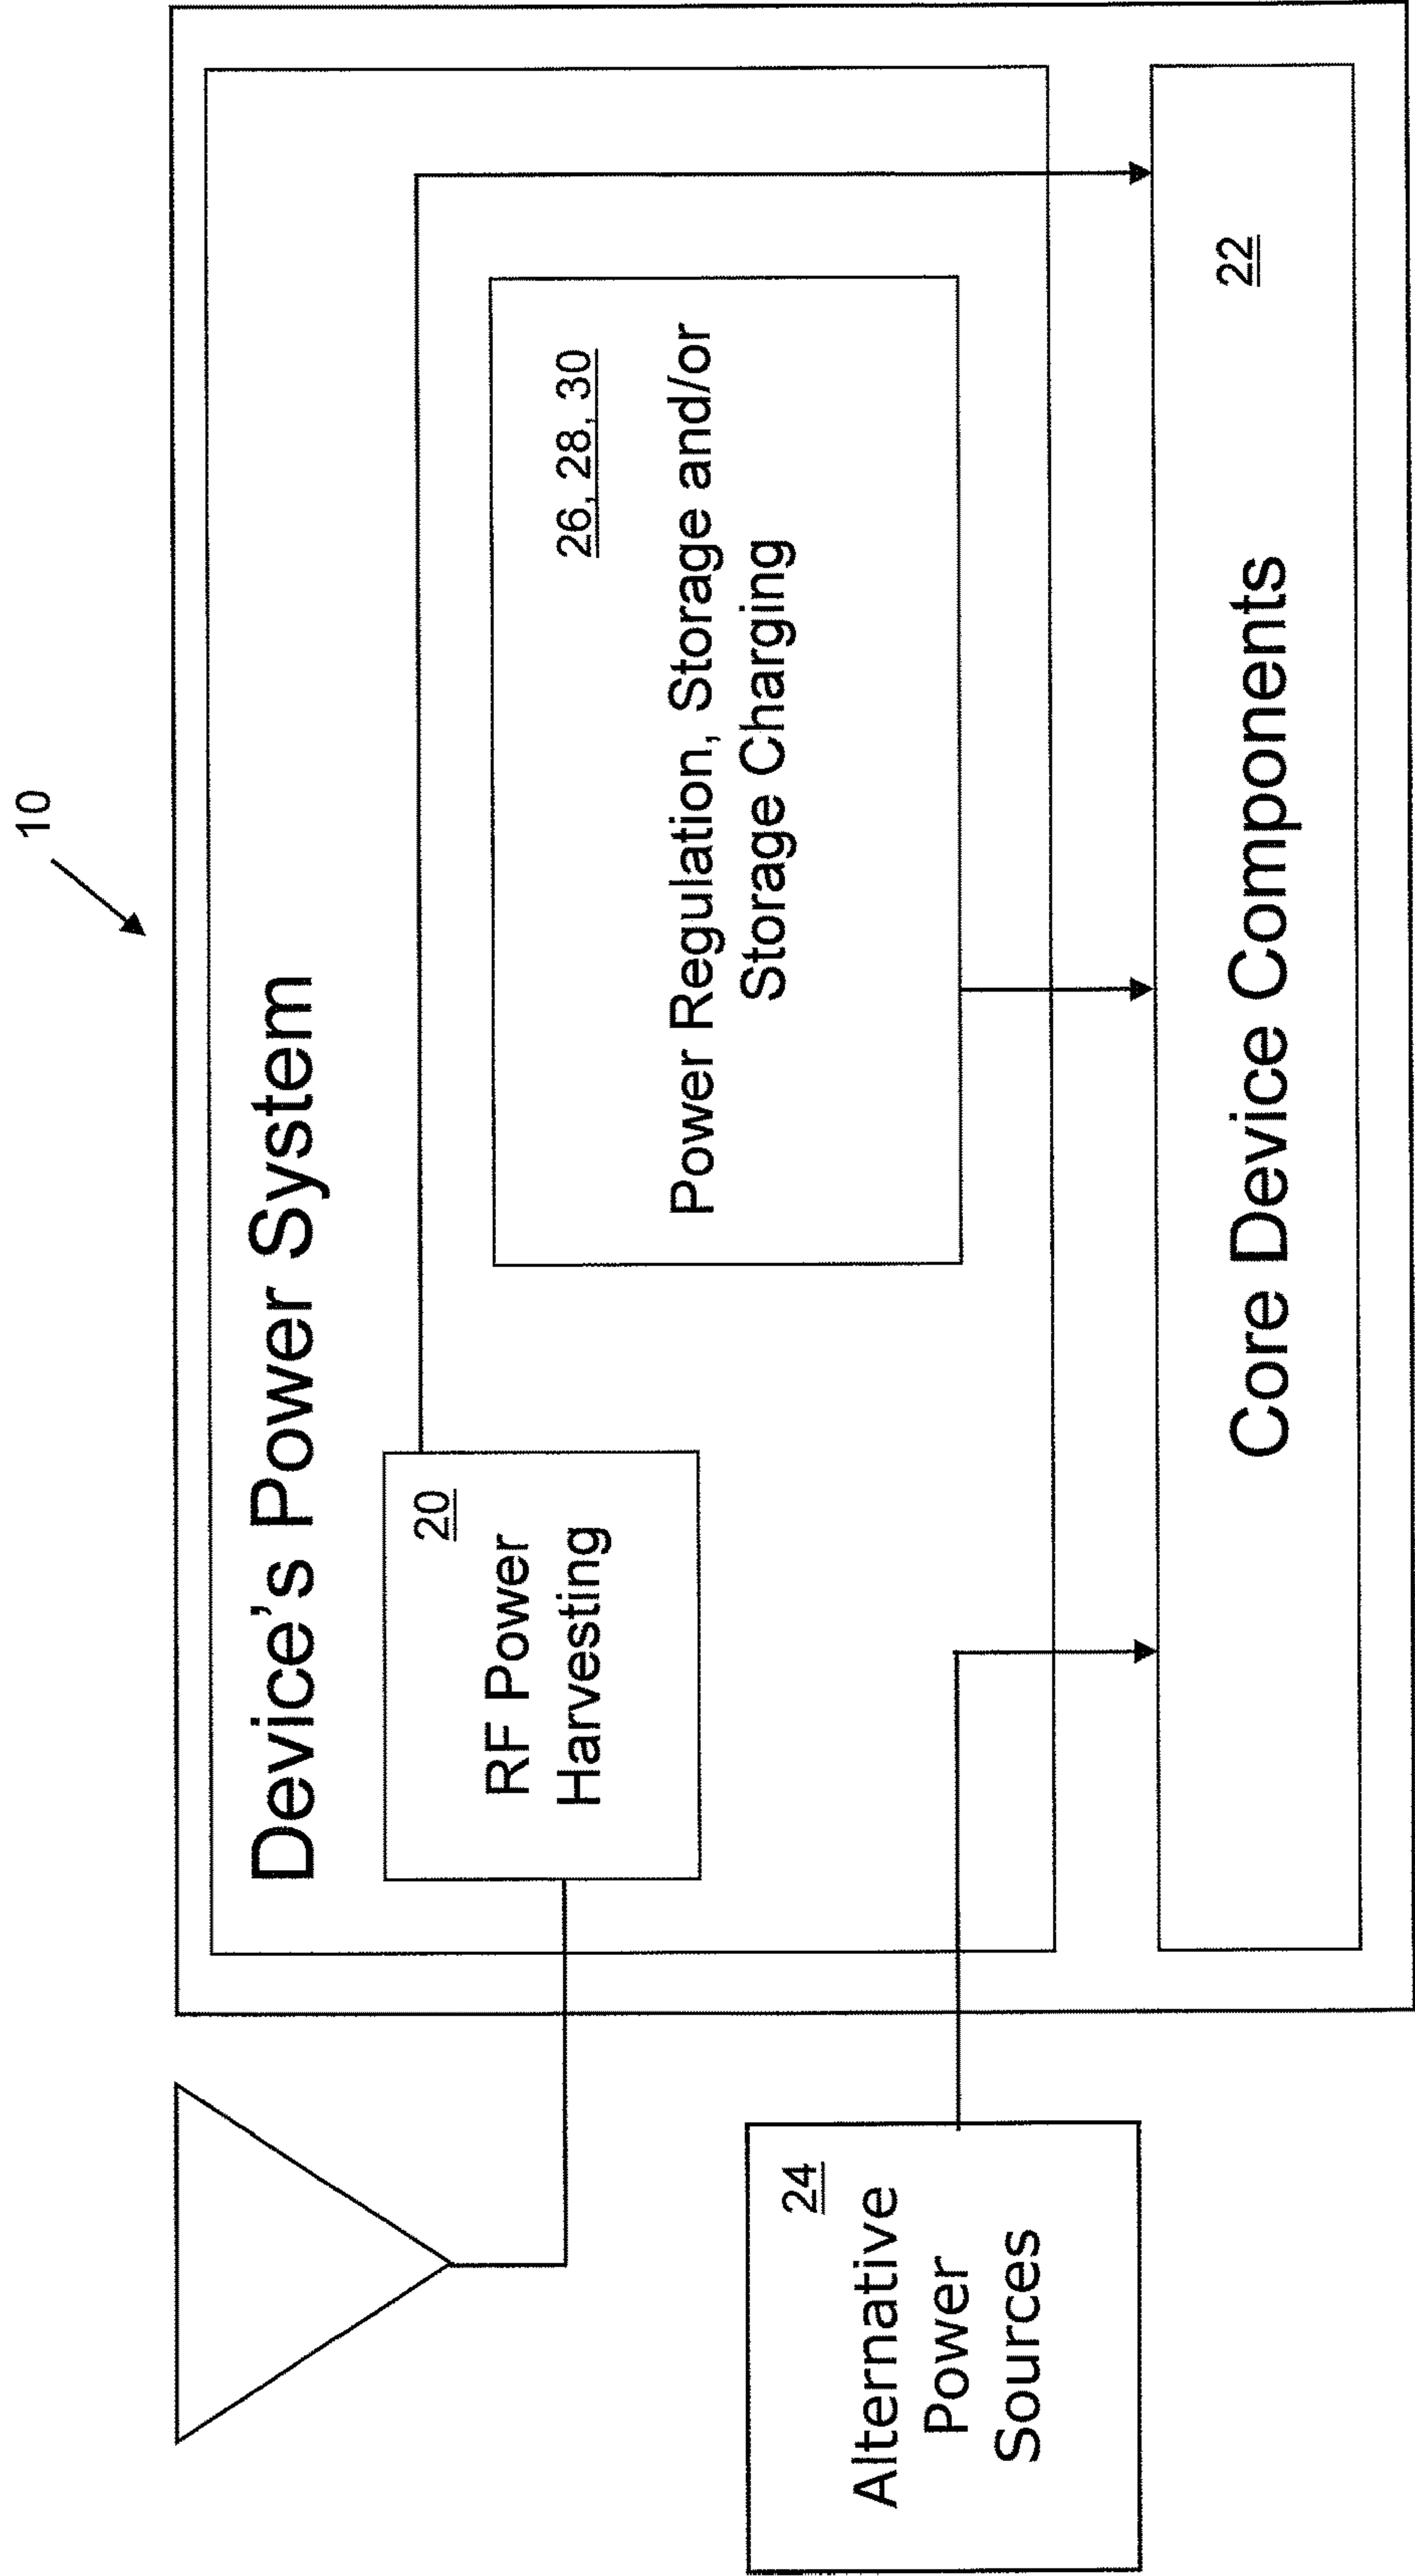 10
Device's Power System
20
RF Power
Harvesting
26, 28, 30
Power Regulation, Storage and/or
Storage Charging
24
Alternative
Power
Sources
22
Core Device Components